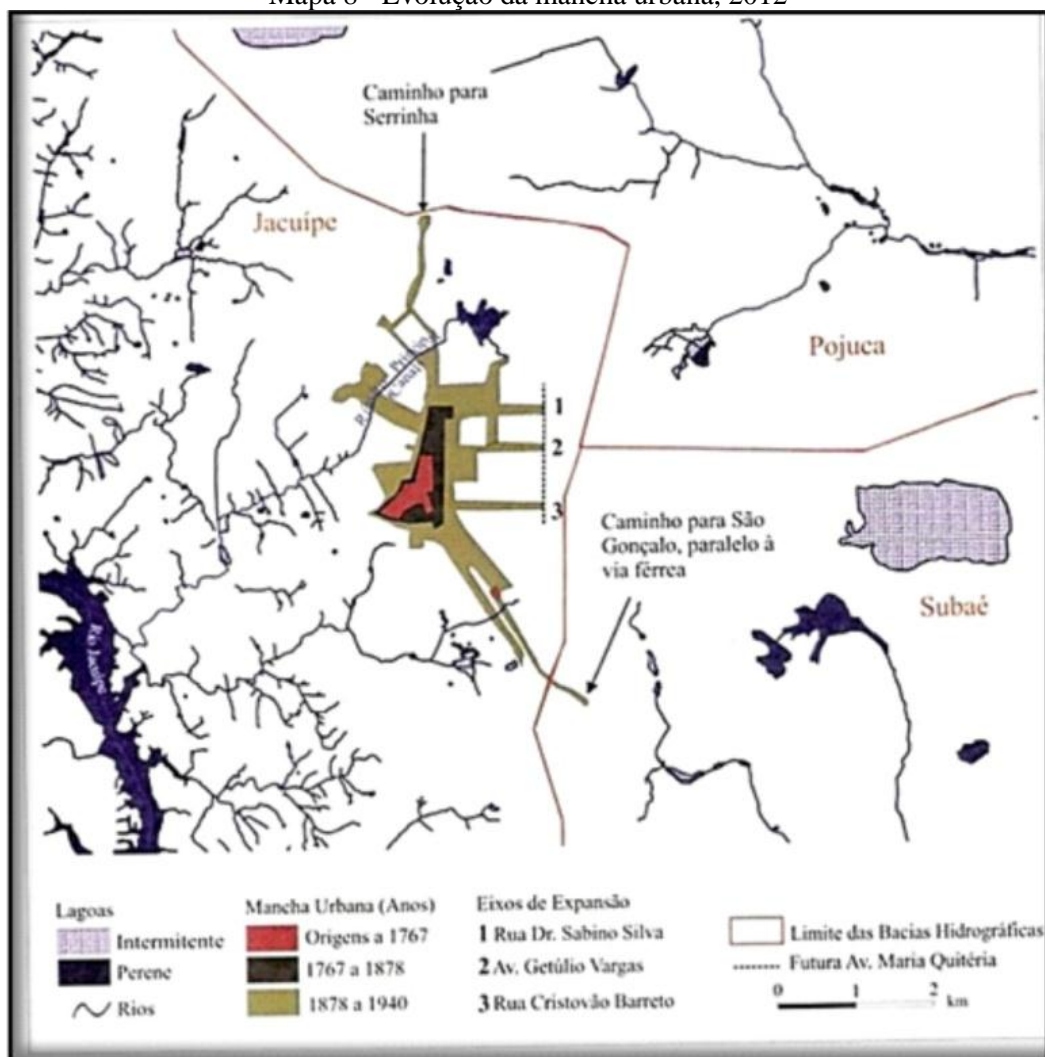 Mapa 8 - Evolução da mancha urbana, 2012
Caminho para
Serrinha
Jacuípe
Pojuca
Canal
1
2
3
Caminho para São
Gonçalo, paralelo à
via férrea
Subaé
Rio Jacuípe
Lagoas
Intermitente
Perene
Rios
Mancha Urbana (Anos)
Origens a 1767
1767 a 1878
1878 a 1940
Eixos de Expansão
1 Rua Dr. Sabino Silva
2 Av. Getúlio Vargas
3 Rua Cristovão Barreto
Limite das Bacias Hidrográficas
Futura Av. Maria Quitéria
0 1 2
km